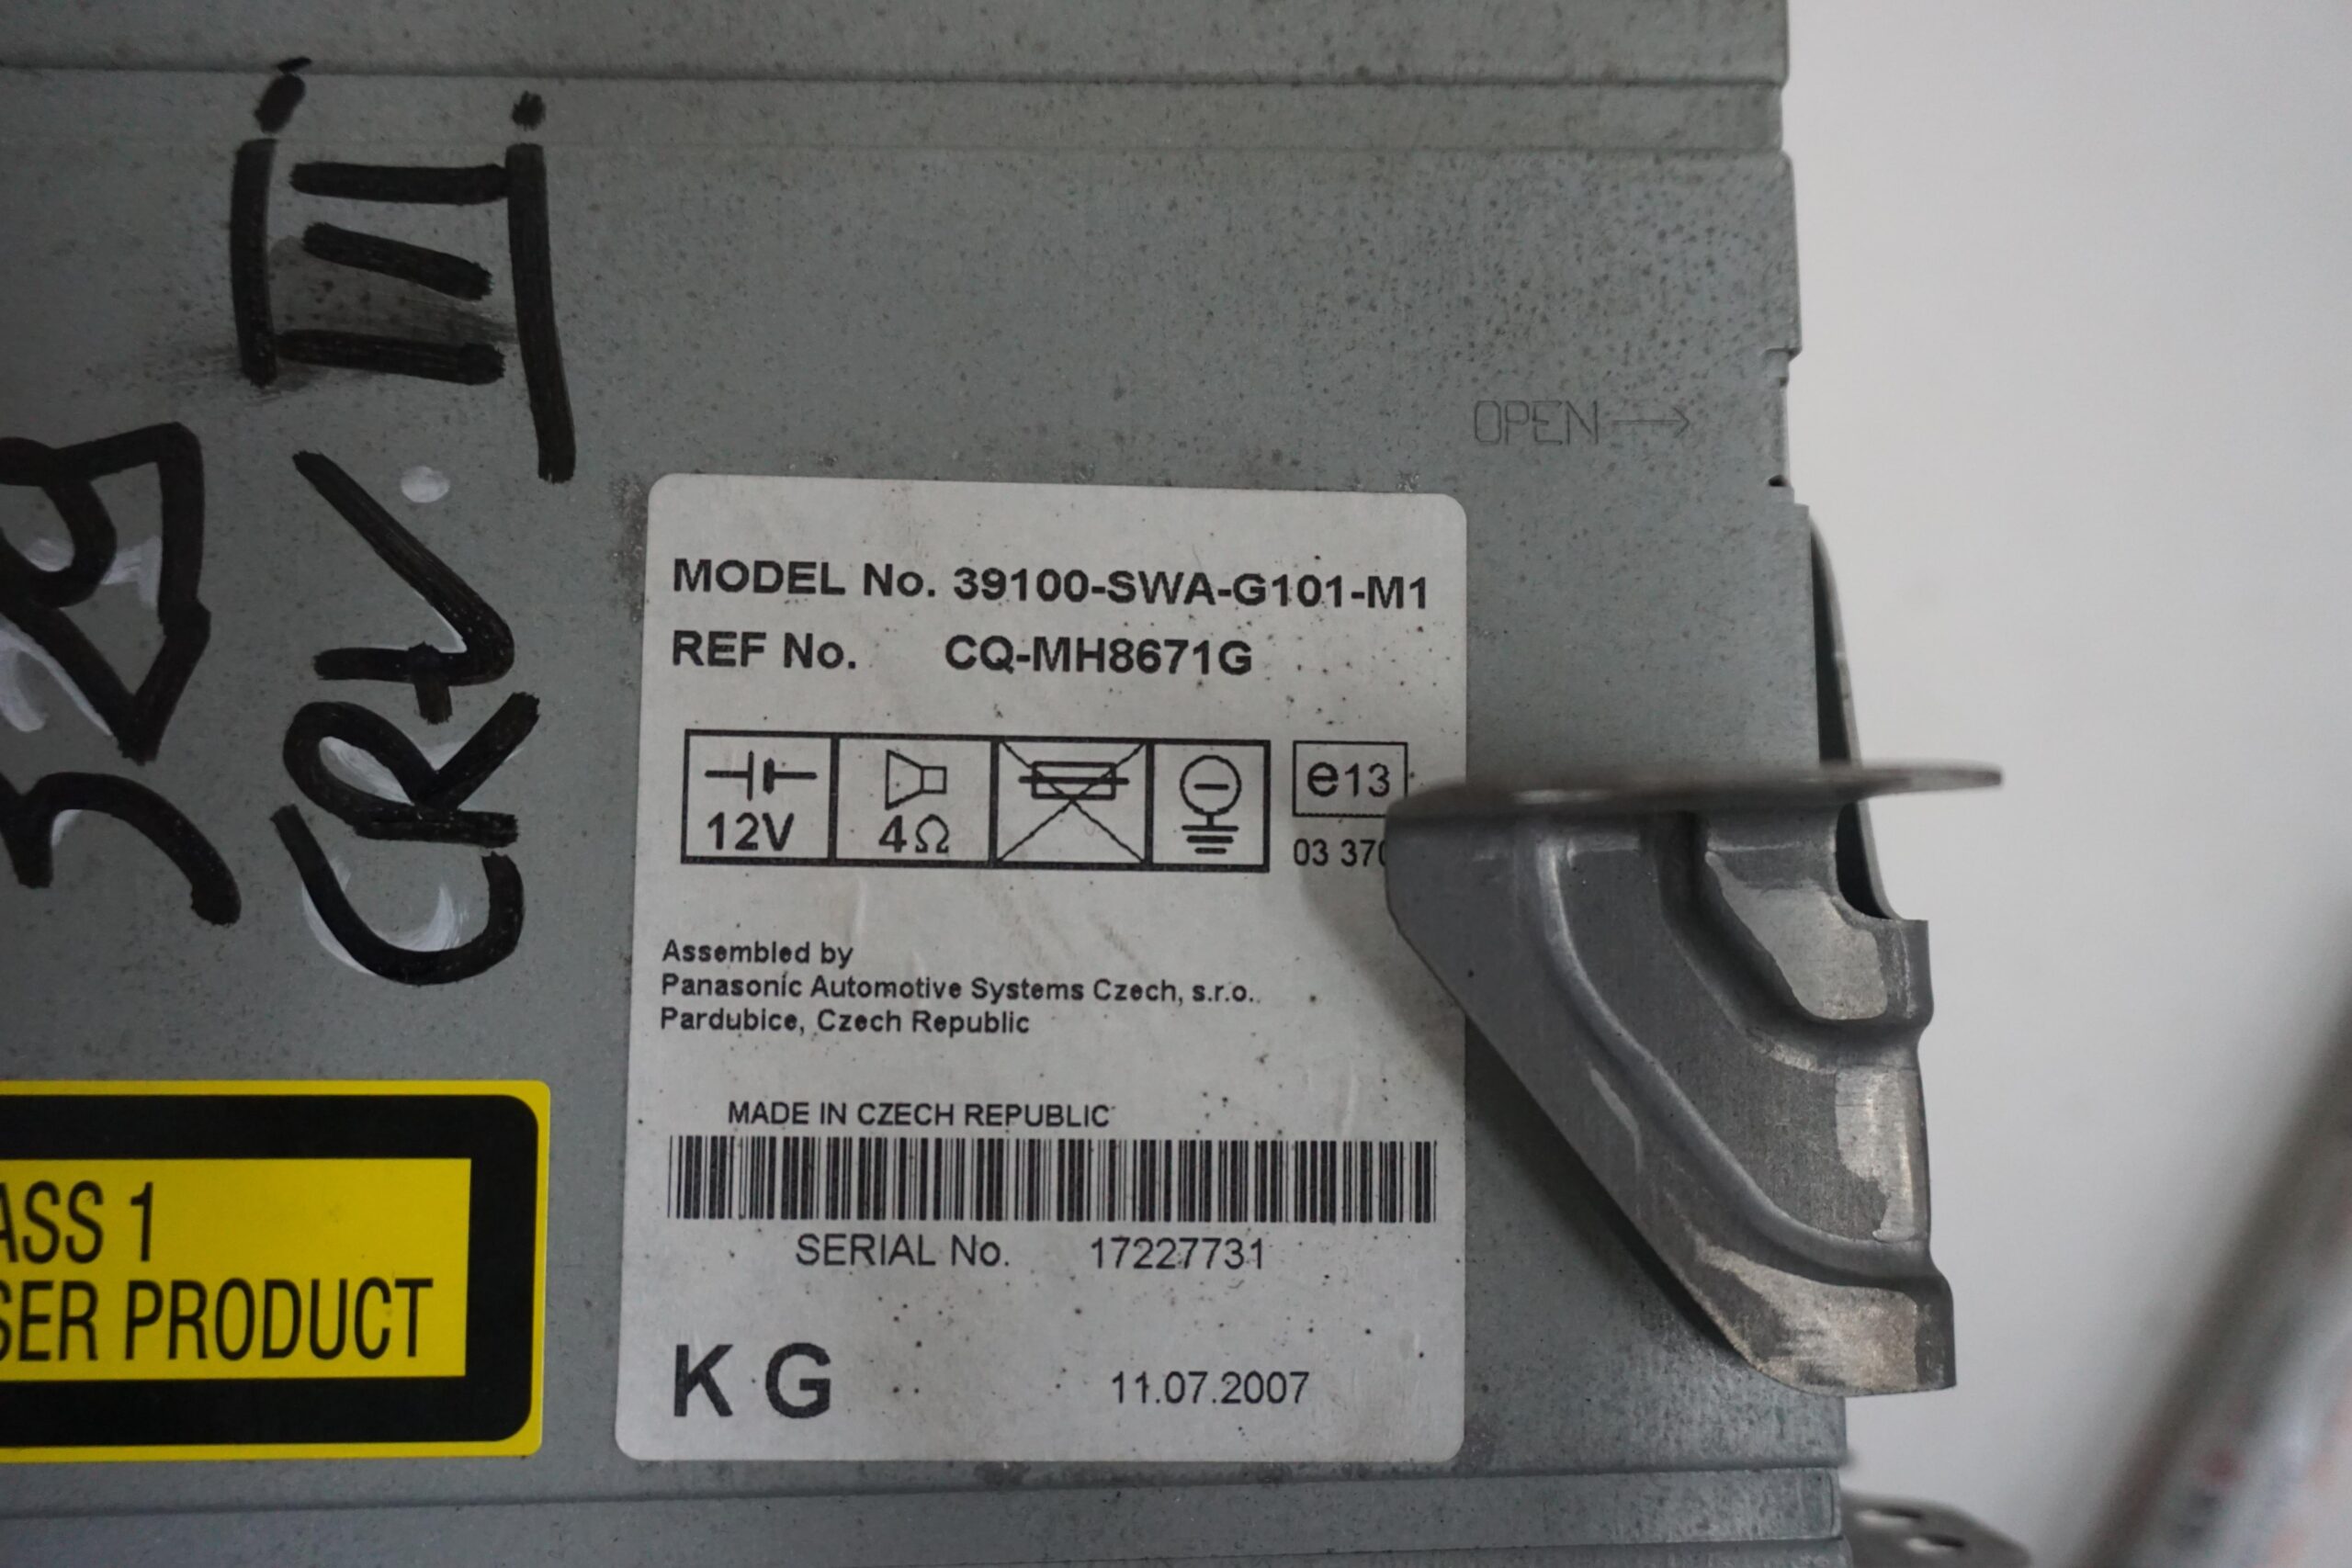 CRV III
OPEN
MODEL No. 39100-SWA-G101-M1
REF No. CQ-MH8671G
12V 4Ω e13
03 370
Assembled by
Panasonic Automotive Systems Czech, s.r.o.
Pardubice, Czech Republic
MADE IN CZECH REPUBLIC
SERIAL No. 17227731
K G 11.07.2007
ASS 1
SER PRODUCT